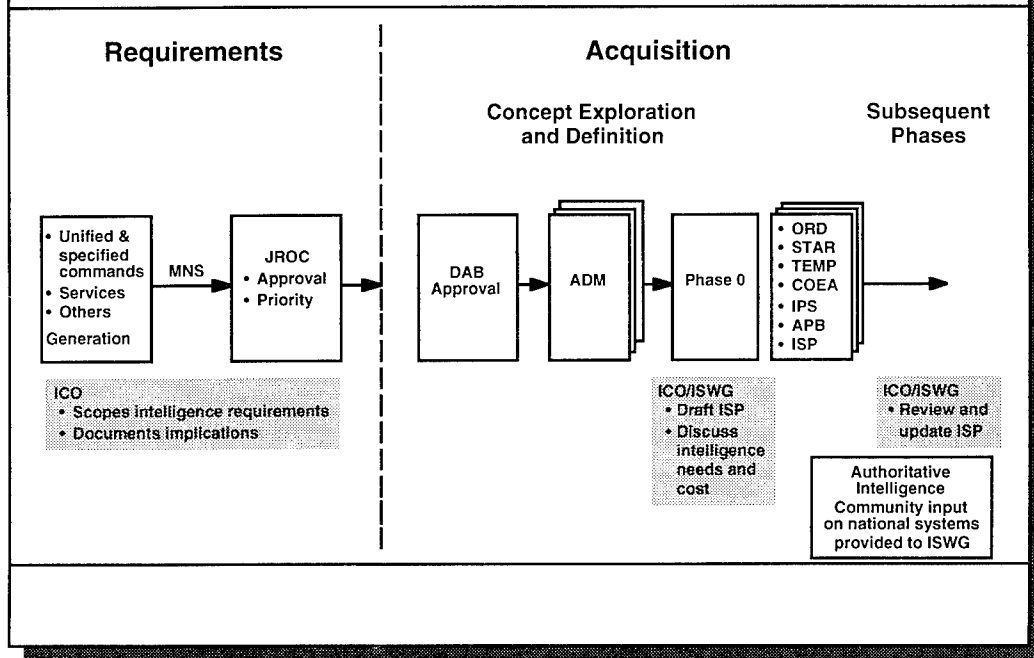 Requirements
Acquisition
Concept Exploration
and Definition
Subsequent
Phases
• Unified &
specified
commands
• Services
• Others
Generation
MNS
JROC
• Approval
• Priority
DAB
Approval
ADM
Phase 0
• ORD
• STAR
• TEMP
• COEA
• IPS
• APB
• ISP
ICO
• Scopes intelligence requirements
• Documents implications
ICO/ISWG
• Draft ISP
• Discuss
intelligence
needs and
cost
ICO/ISWG
• Review and
update ISP
Authoritative
Intelligence
Community input
on national systems
provided to ISWG